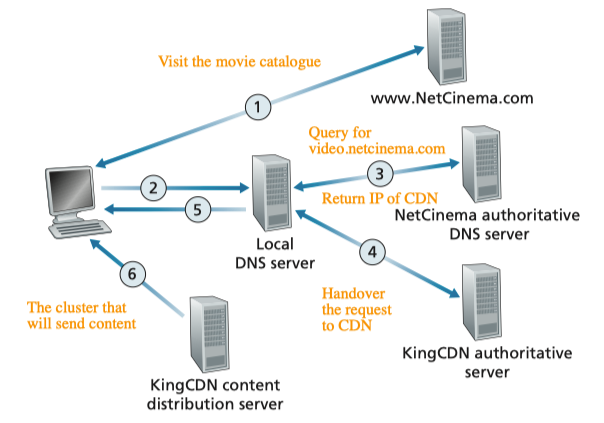 Visit the movie catalogue
1
www.NetCinema.com
Query for
video.netcinema.com
3
Return IP of CDN
NetCinema authoritative
DNS server
2
5
Local
DNS server
4
Handover
the request
to CDN
KingCDN authoritative
server
6
The cluster that
will send content
KingCDN content
distribution server